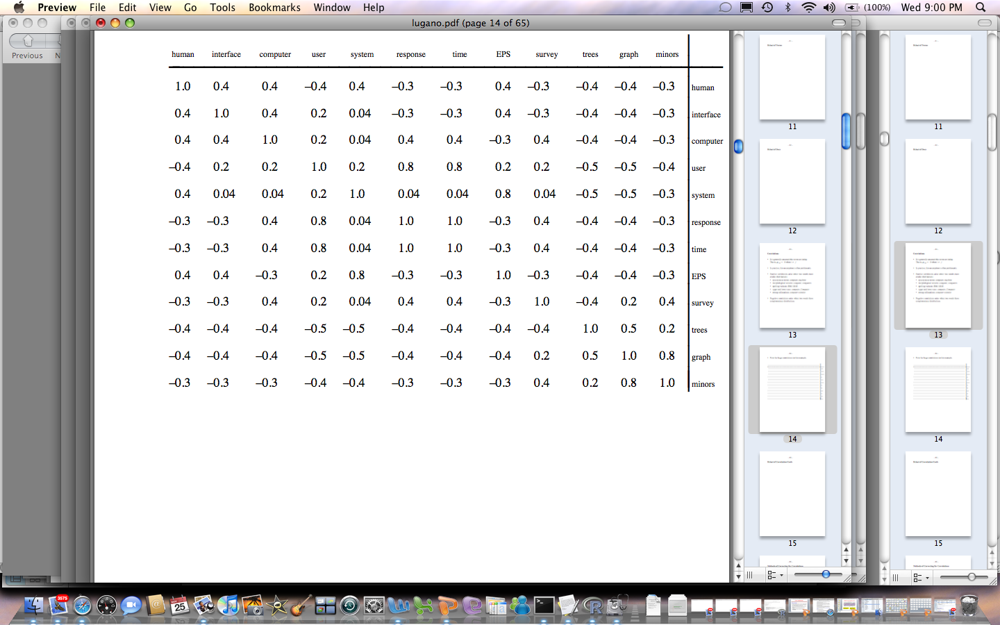 Preview File Edit View Go Tools Bookmarks Window Help (100%) Wed 9:00 PM
lugano.pdf (page 14 of 65)
Previous N
human interface computer user system response time EPS survey trees graph minors
1.0 0.4 0.4 –0.4 0.4 –0.3 –0.3 0.4 –0.3 –0.4 –0.4 –0.3 human
0.4 1.0 0.4 0.2 0.04 –0.3 –0.3 0.4 –0.3 –0.4 –0.4 –0.3 interface
0.4 0.4 1.0 0.2 0.04 0.4 0.4 –0.3 0.4 –0.4 –0.4 –0.3 computer
–0.4 0.2 0.2 1.0 0.2 0.8 0.8 0.2 0.2 –0.5 –0.5 –0.4 user
0.4 0.04 0.04 0.2 1.0 0.04 0.04 0.8 0.04 –0.5 –0.5 –0.3 system
–0.3 –0.3 0.4 0.8 0.04 1.0 1.0 –0.3 0.4 –0.4 –0.4 –0.3 response
–0.3 –0.3 0.4 0.8 0.04 1.0 1.0 –0.3 0.4 –0.4 –0.4 –0.3 time
0.4 0.4 –0.3 0.2 0.8 –0.3 –0.3 1.0 –0.3 –0.4 –0.4 –0.3 EPS
–0.3 –0.3 0.4 0.2 0.04 0.4 0.4 –0.3 1.0 –0.4 0.2 0.4 survey
–0.4 –0.4 –0.4 –0.5 –0.5 –0.4 –0.4 –0.4 –0.4 1.0 0.5 0.2 trees
–0.4 –0.4 –0.4 –0.5 –0.5 –0.4 –0.4 –0.4 0.2 0.5 1.0 0.8 graph
–0.3 –0.3 –0.3 –0.4 –0.4 –0.3 –0.3 –0.3 0.4 0.2 0.8 1.0 minors
11 11
12 12
13 13
14 14
15 15
3575
NOV
25